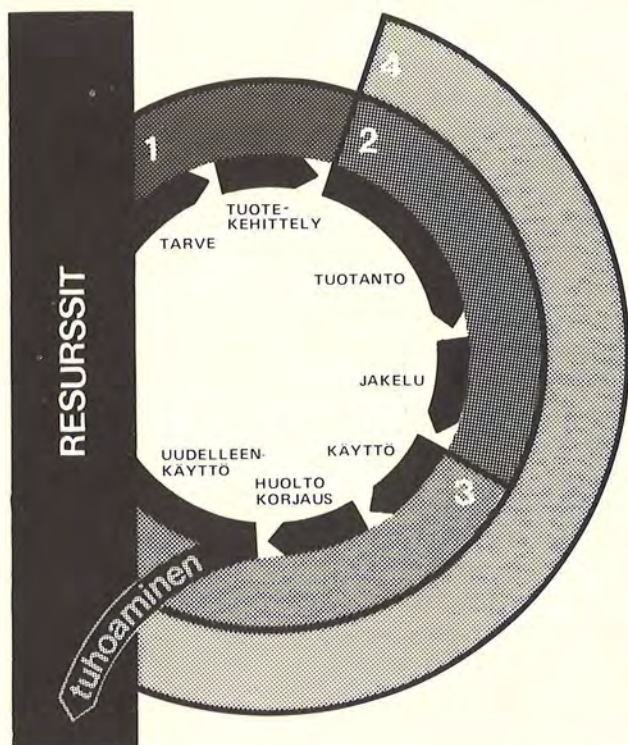 RESURSSIT
1
2
3
4
TARVE
TUOTE-
KEHITTELY
TUOTANTO
JAKELU
KÄYTTÖ
HUOLTO
KORJAUS
UUDELLEEN-
KÄYTTÖ
tuhoaminen